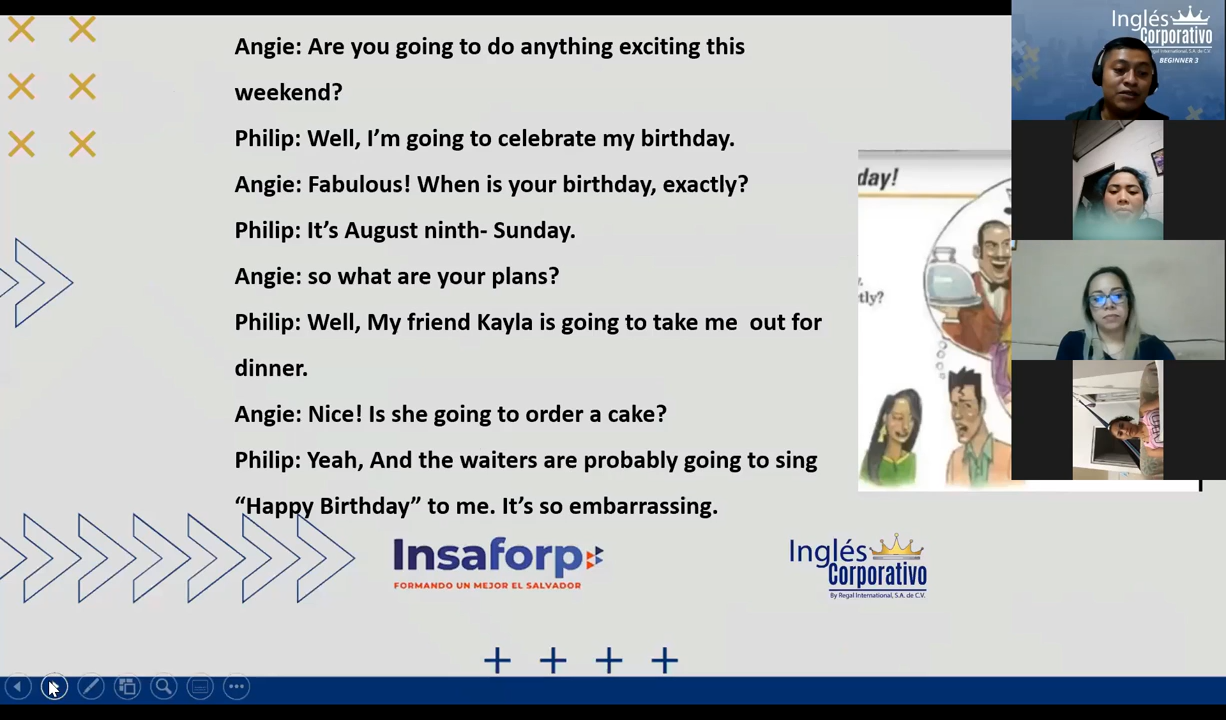 Angie: Are you going to do anything exciting this
weekend?
Philip: Well, I’m going to celebrate my birthday.
Angie: Fabulous! When is your birthday, exactly?
Philip: It’s August ninth- Sunday.
Angie: so what are your plans?
Philip: Well, My friend Kayla is going to take me  out for
dinner.
Angie: Nice! Is she going to order a cake?
Philip: Yeah, And the waiters are probably going to sing
“Happy Birthday” to me. It’s so embarrassing.
day!
tly?
Insaforp
FORMANDO UN MEJOR EL SALVADOR
Inglés
Corporativo
By Regal International, S.A. de C.V.
Inglés
Corporativo
Regal International, S.A. de C.V.
BEGINNER 3